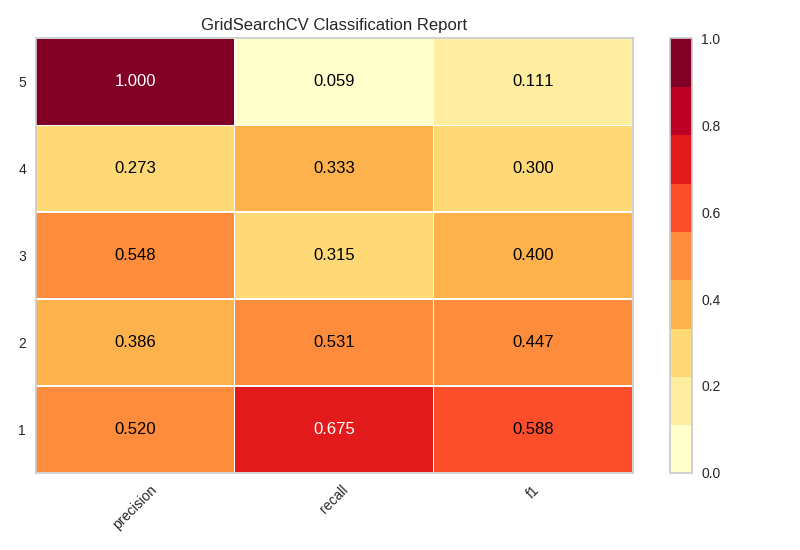 GridSearchCV Classification Report
5 1.000 0.059 0.111
4 0.273 0.333 0.300
3 0.548 0.315 0.400
2 0.386 0.531 0.447
1 0.520 0.675 0.588
precision recall f1
1.0
0.8
0.6
0.4
0.2
0.0